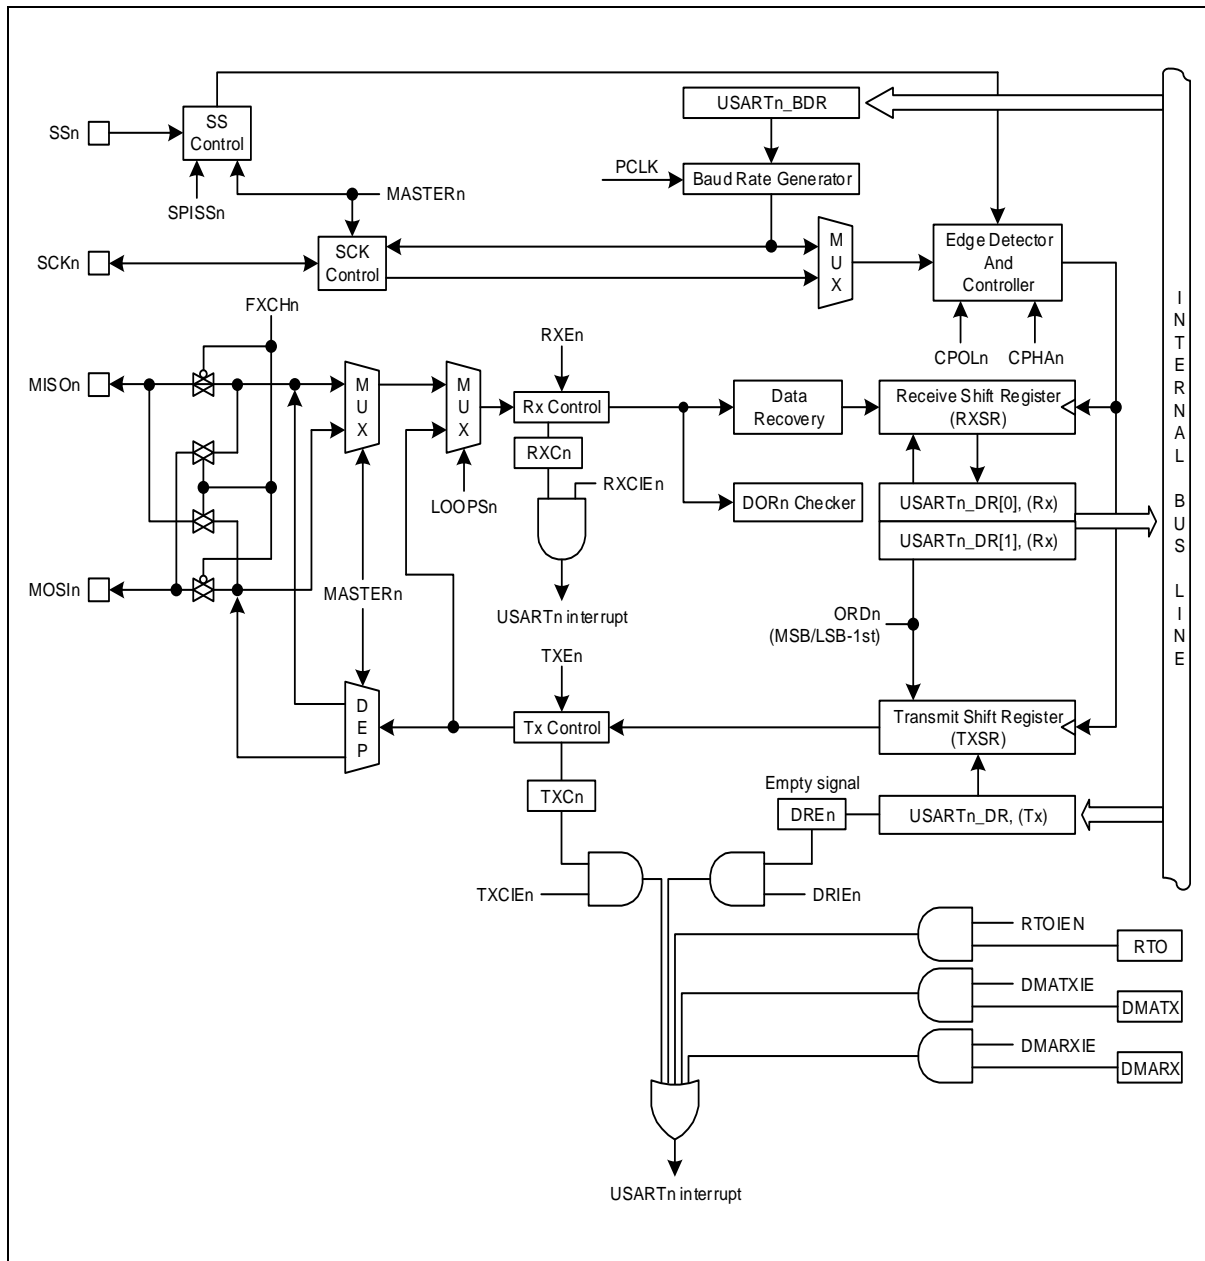 USARTn_BDR
SSn
SS
Control
PCLK
Baud Rate Generator
MASTERn
SPISSn
SCKn
SCK
Control
M
U
X
Edge Detector
And
Controller
FXCHn
CPOLn
CPHAn
RXEn
MISOn
M
U
X
M
U
X
Rx Control
Data
Recovery
Receive Shift Register
(RXSR)
RXCn
RXCIEn
LOOPSn
DORn Checker
USARTn_DR[0], (Rx)
USARTn_DR[1], (Rx)
MOSIn
MASTERn
USARTn interrupt
ORDn
(MSB/LSB-1st)
TXEn
D
E
P
Tx Control
Transmit Shift Register
(TXSR)
TXCn
Empty signal
DREn
USARTn_DR, (Tx)
TXCIEn
DRIEn
INTERNAL BUS LINE
RTOIEN
RTO
DMATXIE
DMATX
DMARXIE
DMARX
USARTn interrupt